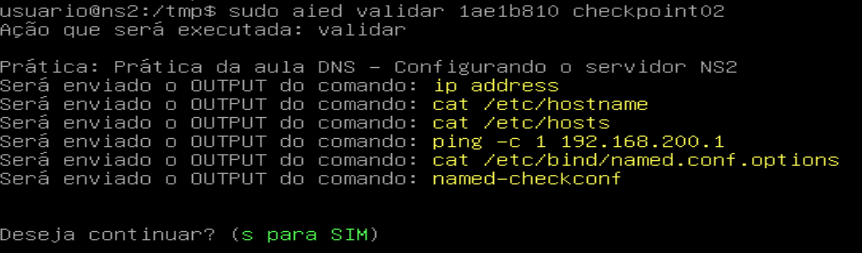 usuario@ns2:/tmp$ sudo aied validar 1ae1b810 checkpoint02
Ação que será executada: validar
Prática: Prática da aula DNS - Configurando o servidor NS2
Será enviado o OUTPUT do comando: ip address
Será enviado o OUTPUT do comando: cat /etc/hostname
Será enviado o OUTPUT do comando: cat /etc/hosts
Será enviado o OUTPUT do comando: ping -c 1 192.168.200.1
Será enviado o OUTPUT do comando: cat /etc/bind/named.conf.options
Será enviado o OUTPUT do comando: named-checkconf
Deseja continuar? (s para SIM)